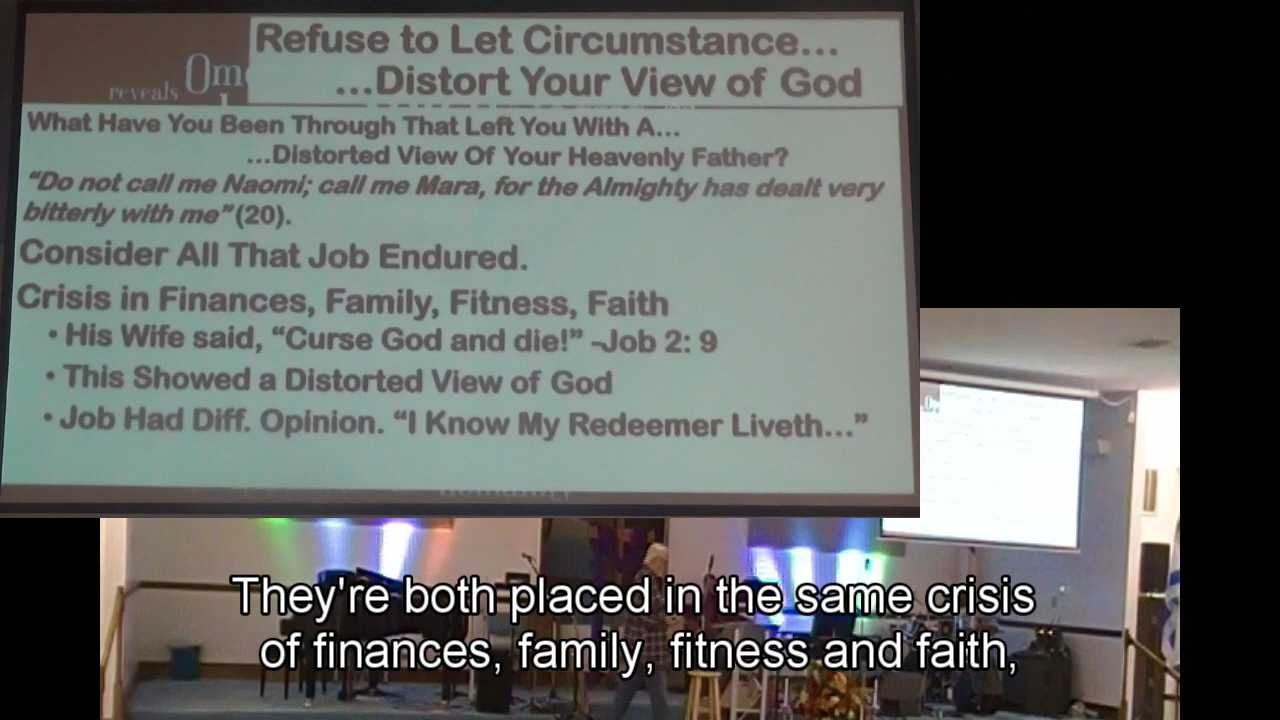 Refuse to Let Circumstance...
...Distort Your View of God
reveals Om
What Have You Been Through That Left You With A...
...Distorted View Of Your Heavenly Father?
“Do not call me Naomi; call me Mara, for the Almighty has dealt very
bitterly with me” (20).
Consider All That Job Endured.
Crisis in Finances, Family, Fitness, Faith
• His Wife said, “Curse God and die!” -Job 2: 9
• This Showed a Distorted View of God
• Job Had Diff. Opinion. “I Know My Redeemer Liveth...”
They're both placed in the same crisis
of finances, family, fitness and faith,